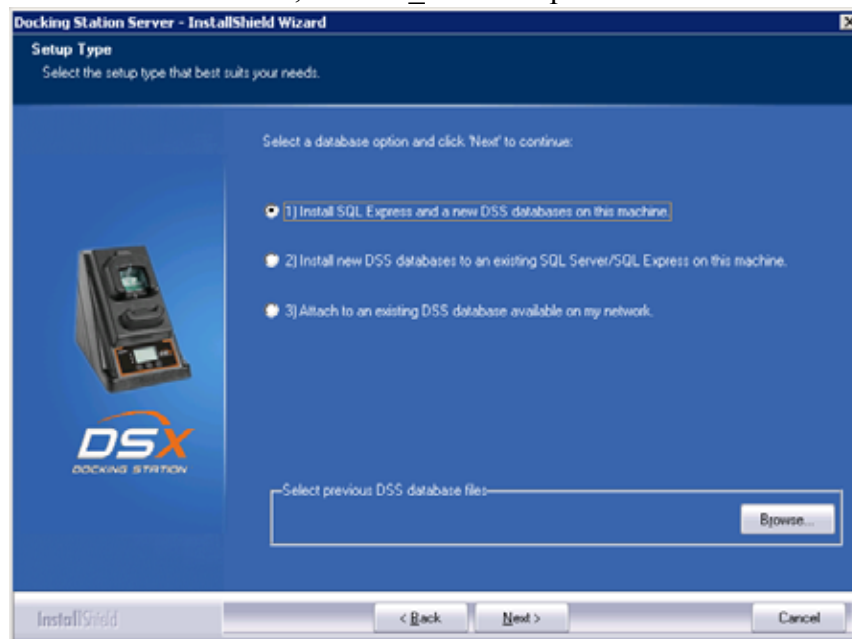 Docking Station Server - InstallShield Wizard
Setup Type
Select the setup type that best suits your needs.
Select a database option and click 'Next' to continue:
1) Install SQL Express and a new DSS databases on this machine.
2) Install new DSS databases to an existing SQL Server/SQL Express on this machine.
3) Attach to an existing DSS database available on my network.
DSX
DOCKING STATION
Select previous DSS database files
Browse...
InstallShield
< Back
Next >
Cancel